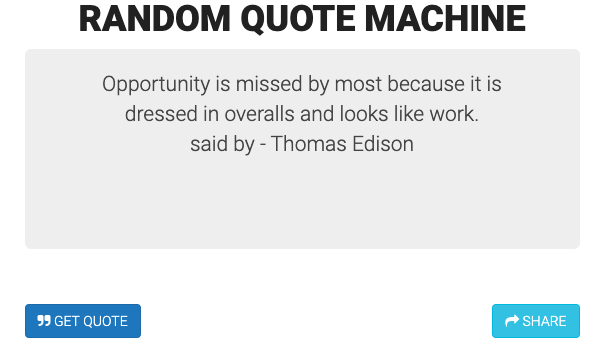 RANDOM QUOTE MACHINE
Opportunity is missed by most because it is
dressed in overalls and looks like work.
said by - Thomas Edison
GET QUOTE
SHARE